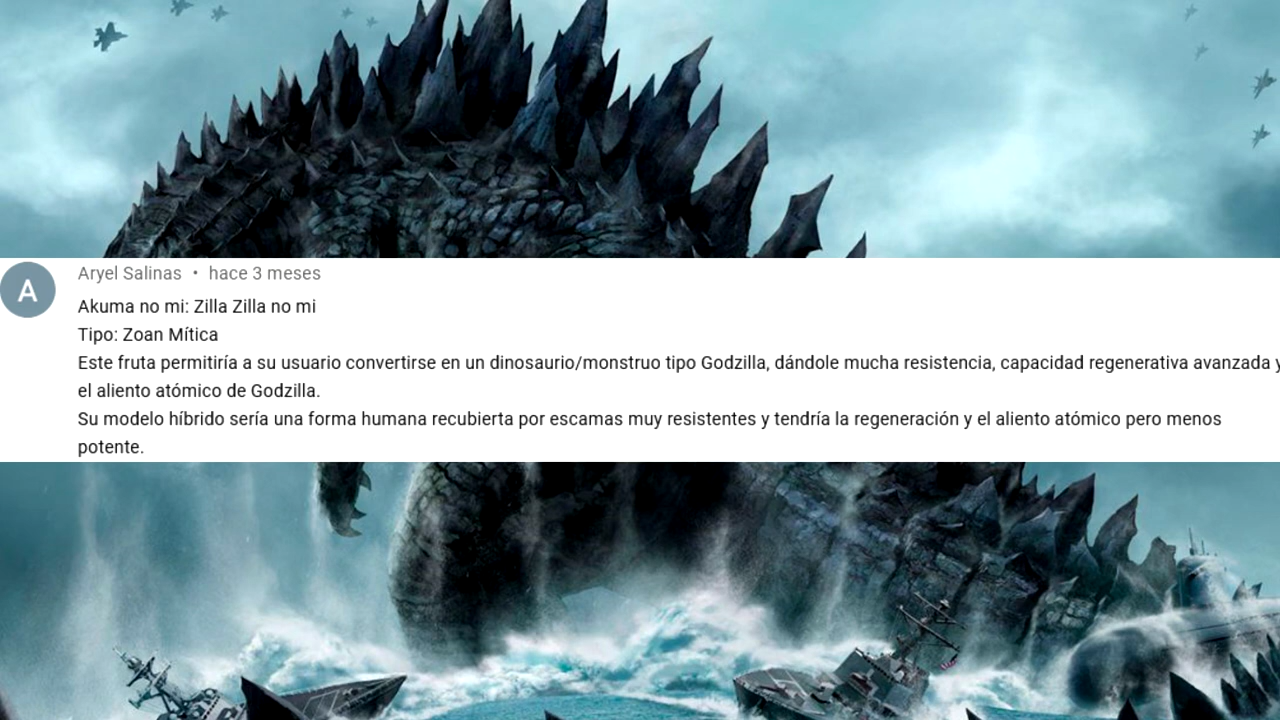 A
Aryel Salinas • hace 3 meses
Akuma no mi: Zilla Zilla no mi
Tipo: Zoan Mítica
Este fruta permitiría a su usuario convertirse en un dinosaurio/monstruo tipo Godzilla, dándole mucha resistencia, capacidad regenerativa avanzada y
el aliento atómico de Godzilla.
Su modelo híbrido sería una forma humana recubierta por escamas muy resistentes y tendría la regeneración y el aliento atómico pero menos
potente.